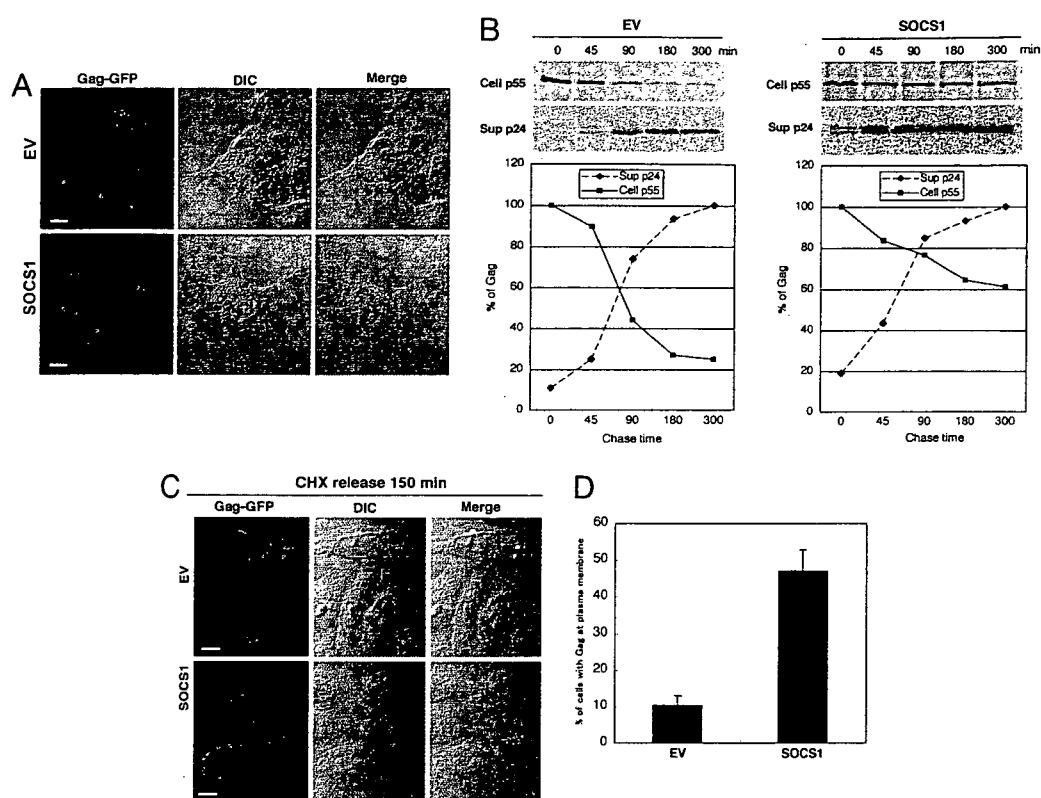 A
Gag-GFP DIC Merge
EV
SOCS1
B
EV
0 45 90 180 300 min
Cell p55
Sup p24
120
100
80
60
40
20
0
% of Gag
Sup p24
Cell p55
0 45 90 180 300
Chase time
SOCS1
0 45 90 180 300 min
Cell p55
Sup p24
120
100
80
60
40
20
0
% of Gag
Sup p24
Cell p55
0 45 90 180 300
Chase time
C
CHX release 150 min
Gag-GFP DIC Merge
EV
SOCS1
D
60
50
40
30
20
10
0
% of cells with Gag at plasma membrane
EV SOCS1